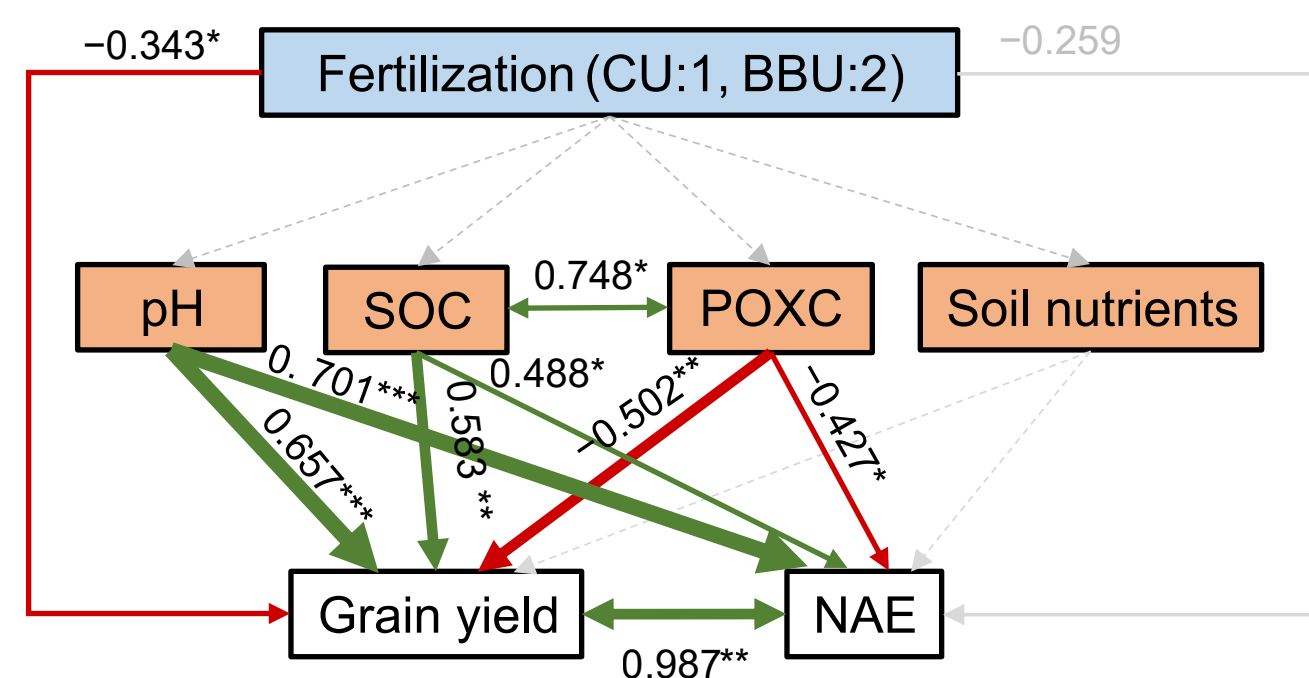 −0.343*
Fertilization (CU:1, BBU:2)
−0.259
pH
SOC
0.748*
POXC
Soil nutrients
0. 701***
0.657***
0.583 **
0.488*
−0.502**
−0.427*
Grain yield
NAE
0.987**